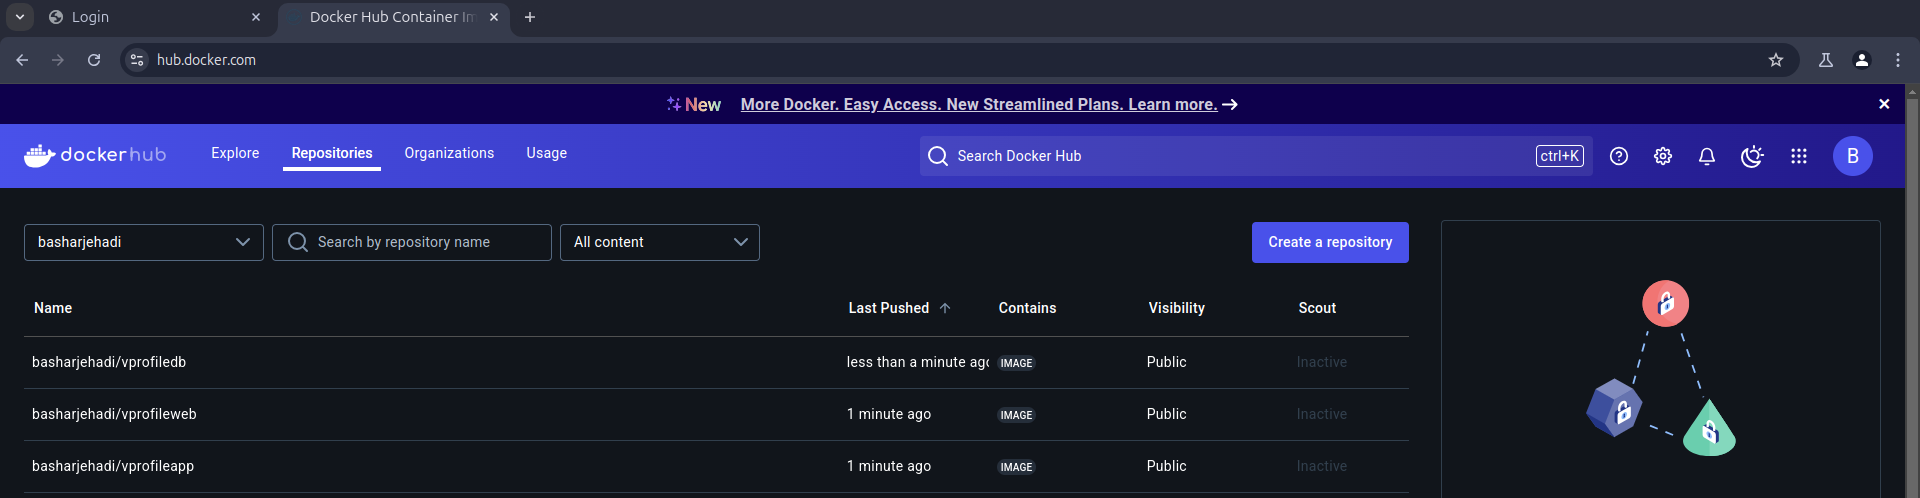 Login
Docker Hub Container Im
hub.docker.com
New More Docker. Easy Access. New Streamlined Plans. Learn more.
dockerhub Explore Repositories Organizations Usage Search Docker Hub ctrl+K B
basharjehadi Search by repository name All content Create a repository
Name Last Pushed Contains Visibility Scout
basharjehadi/vprofiledb less than a minute ago IMAGE Public Inactive
basharjehadi/vprofileweb 1 minute ago IMAGE Public Inactive
basharjehadi/vprofileapp 1 minute ago IMAGE Public Inactive